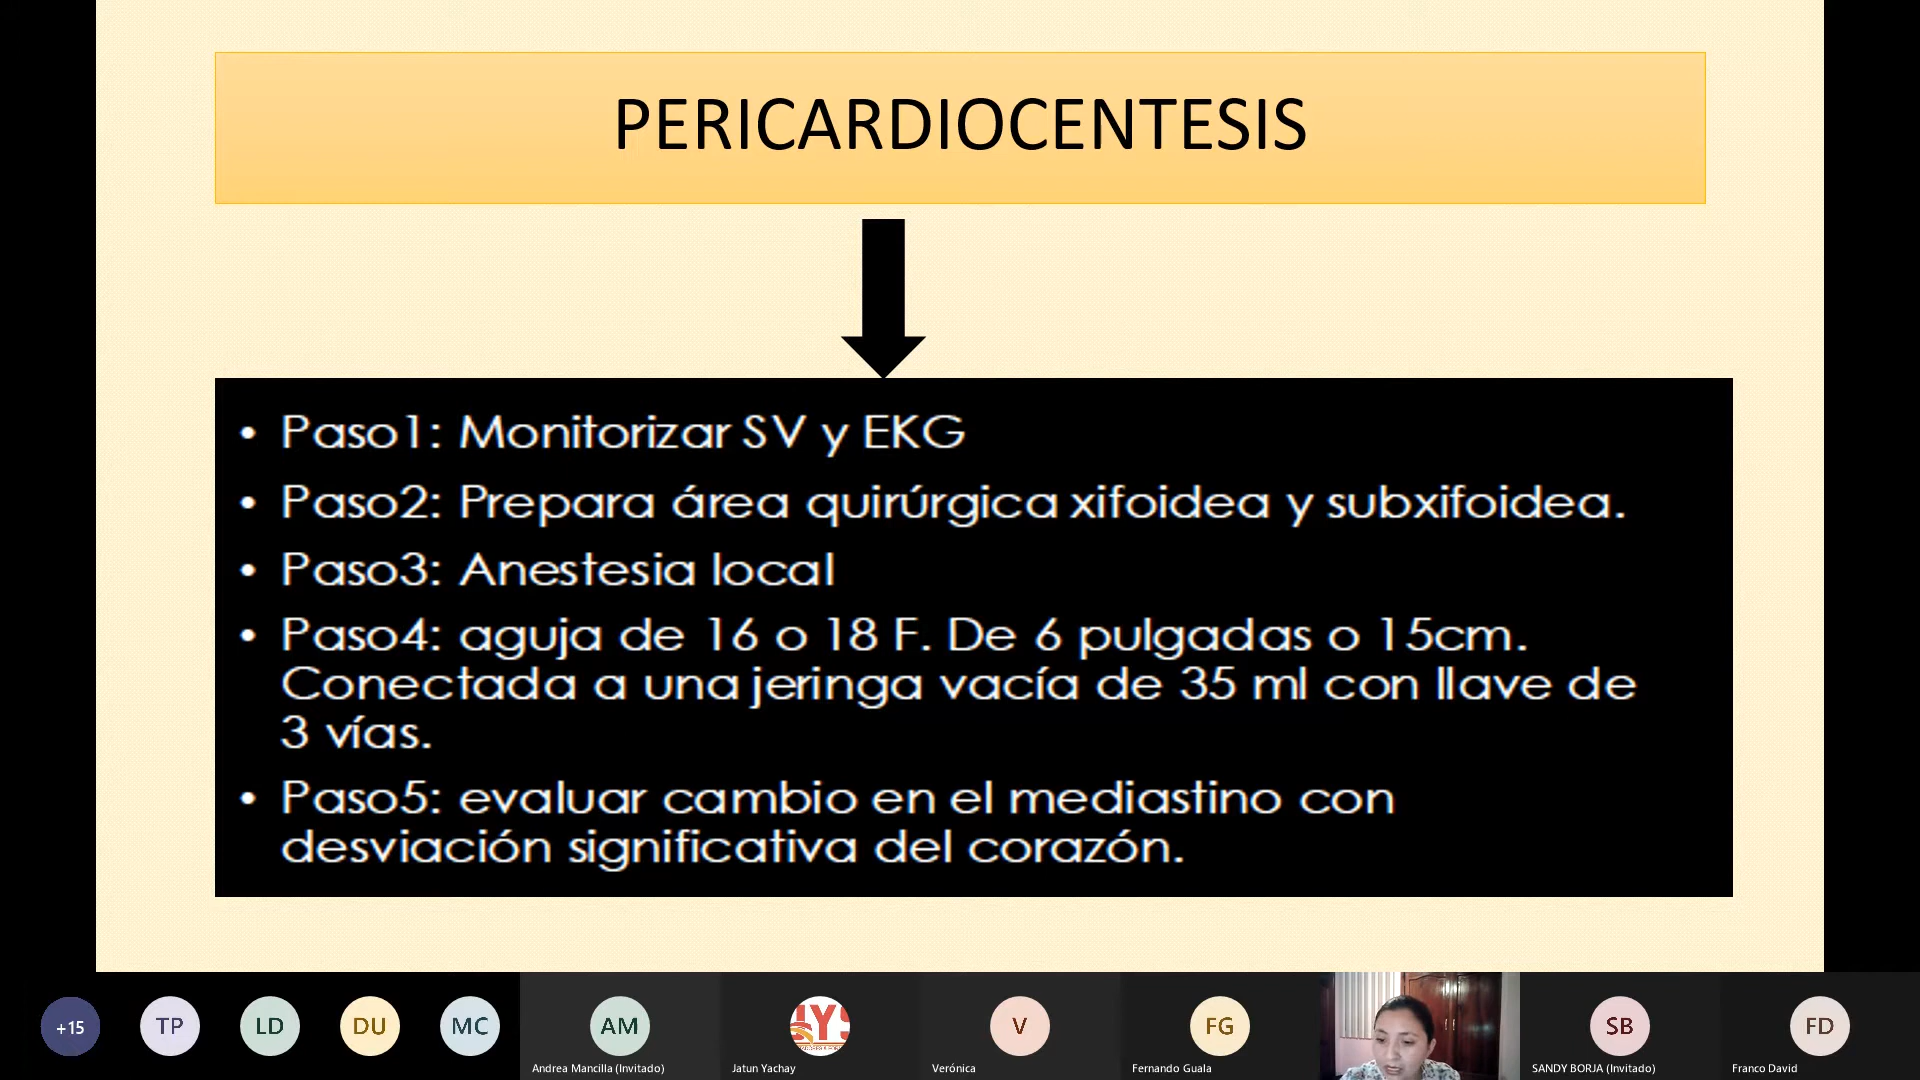 PERICARDIOCENTESIS
• Paso1: Monitorizar SV y EKG
• Paso2: Prepara área quirúrgica xifoidea y subxifoidea.
• Paso3: Anestesia local
• Paso4: aguja de 16 o 18 F. De 6 pulgadas o 15cm.
Conectada a una jeringa vacía de 35 ml con llave de
3 vías.
• Paso5: evaluar cambio en el mediastino con
desviación significativa del corazón.
+15
TP
LD
DU
MC
AM
V
FG
SB
FD
Andrea Mancilla (Invitado)
Jatun Yachay
Verónica
Fernando Guala
SANDY BORJA (Invitado)
Franco David